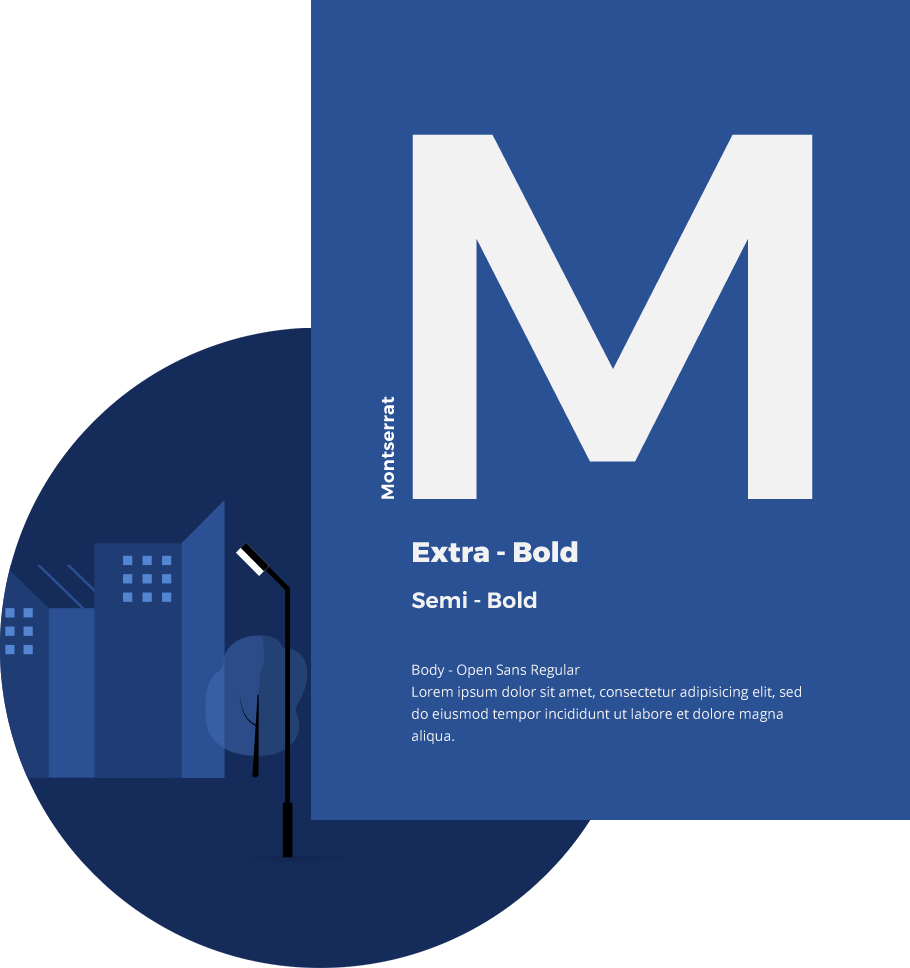 M
Montserrat
Extra - Bold
Semi - Bold
Body - Open Sans Regular
Lorem ipsum dolor sit amet, consectetur adipisicing elit, sed
do eiusmod tempor incididunt ut labore et dolore magna
aliqua.